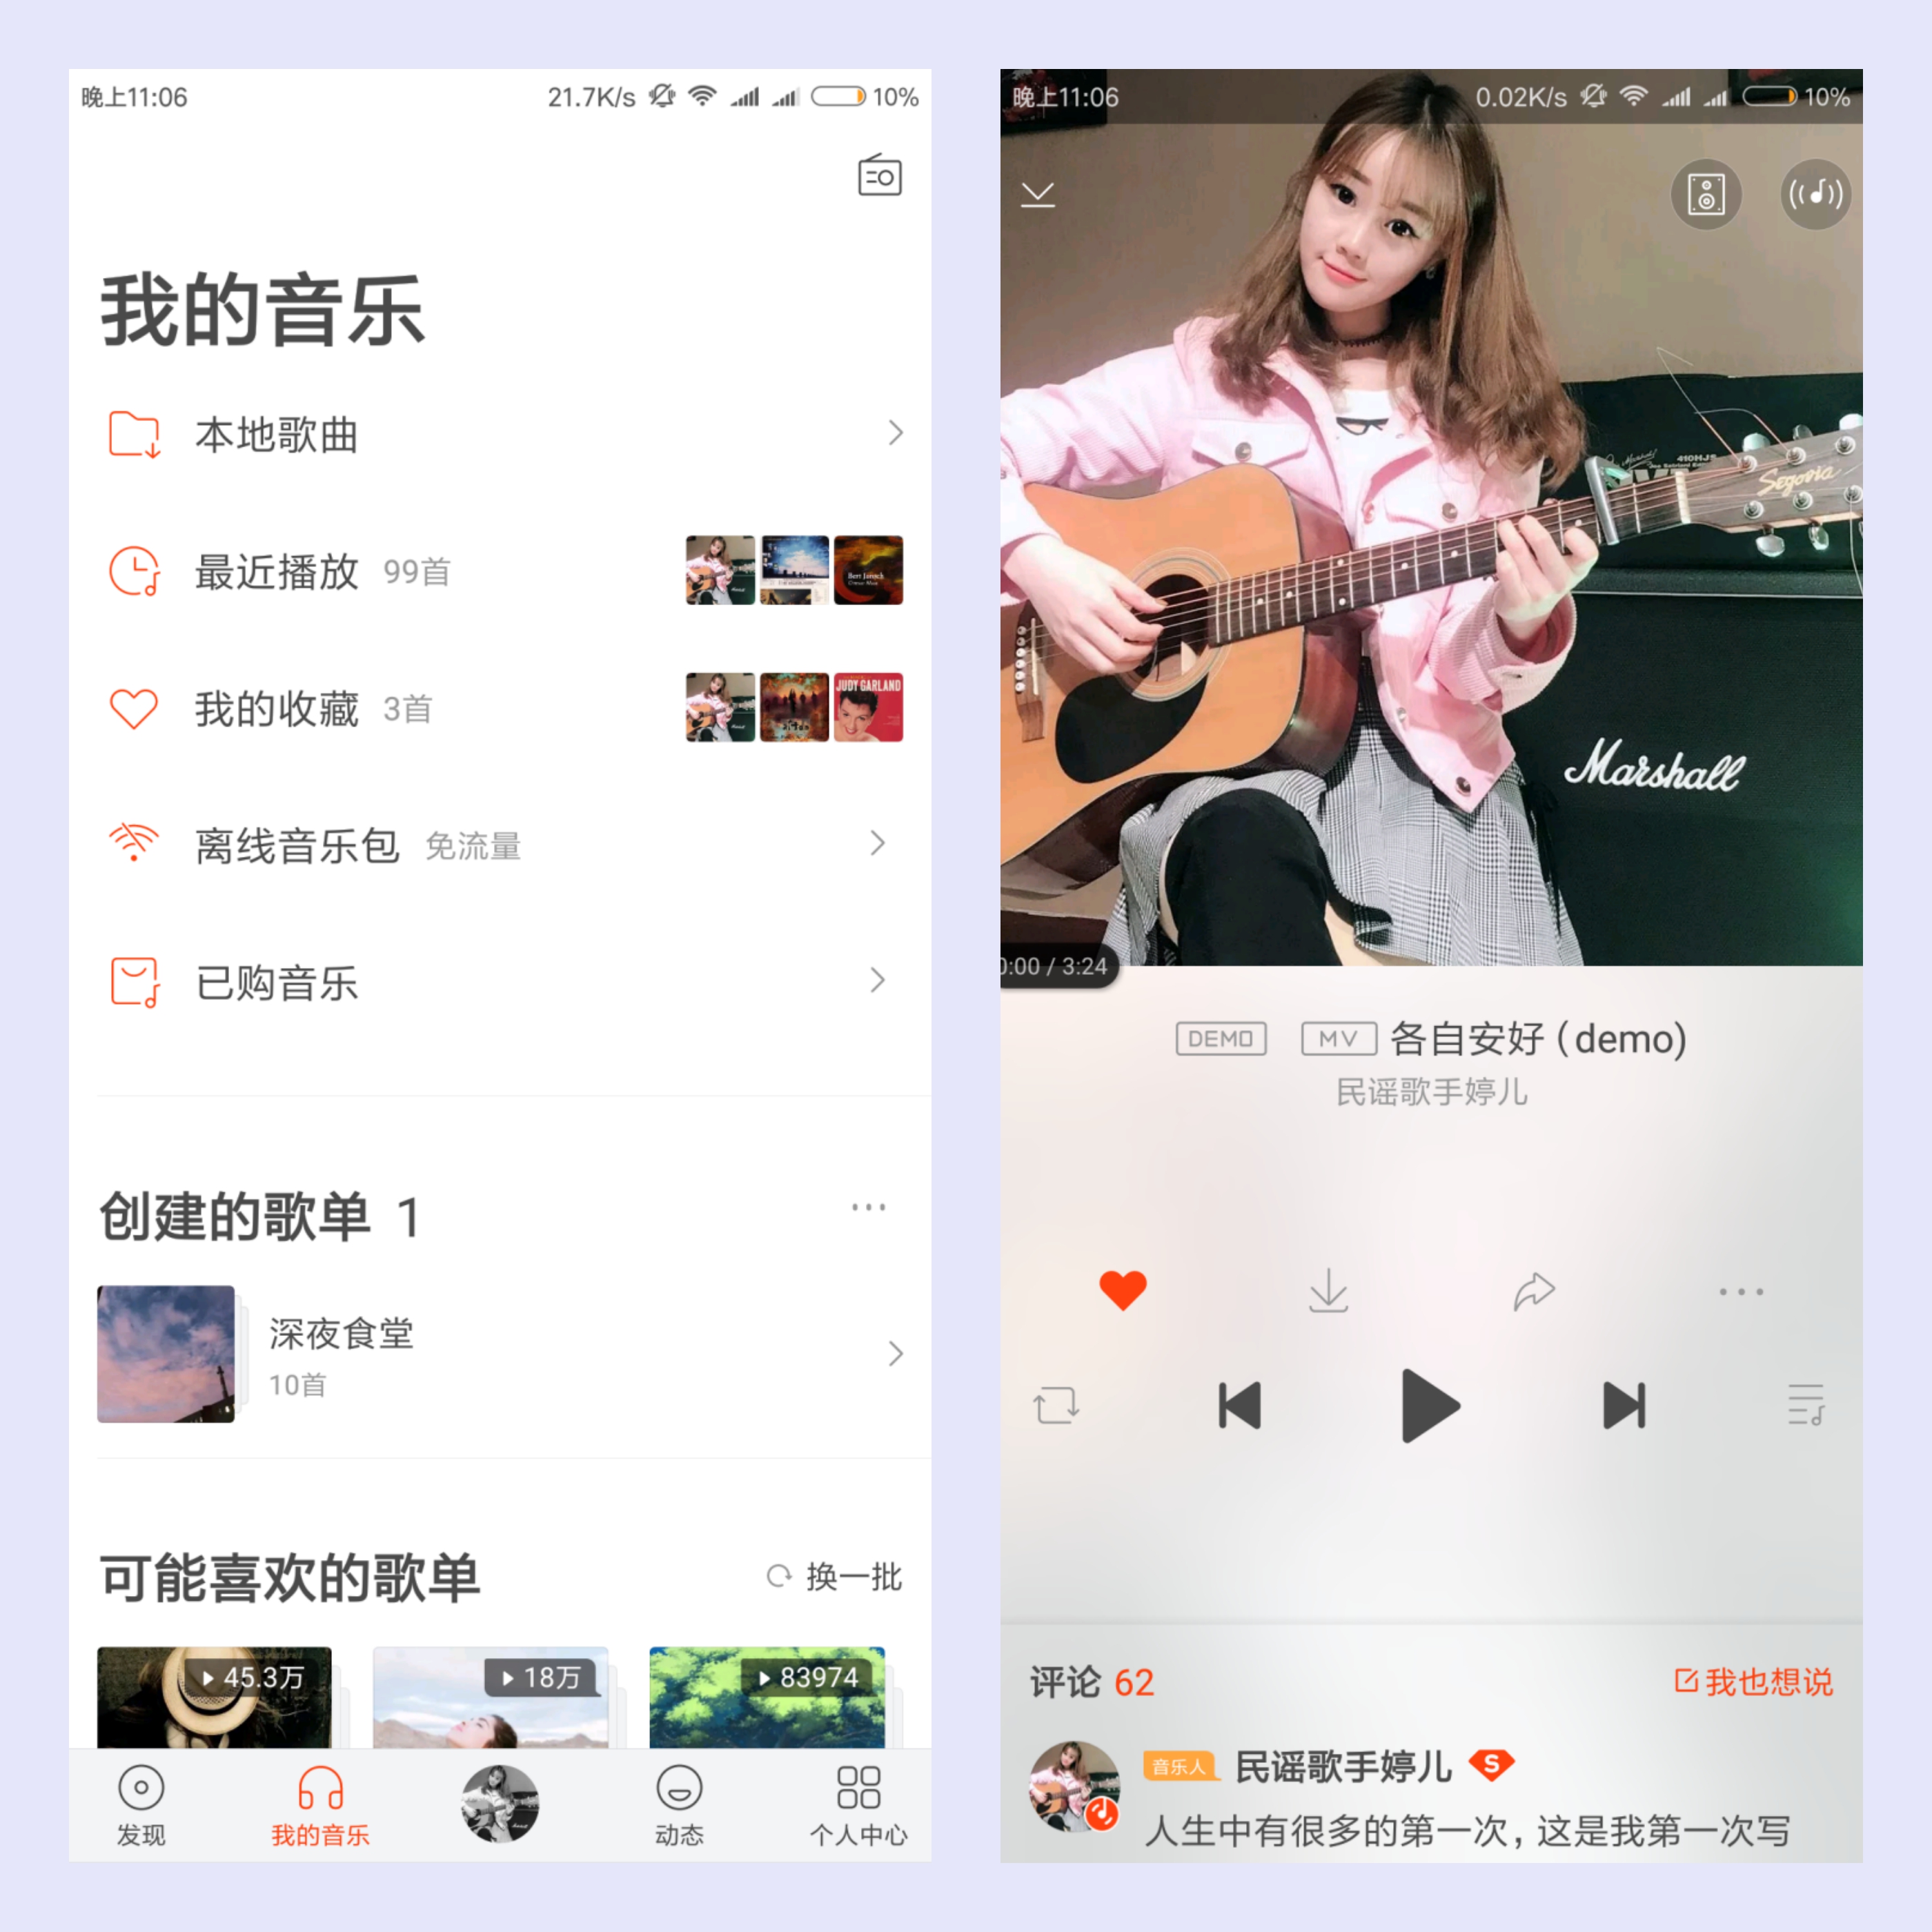 晚上11:06
21.7K/s
10%
我的音乐
本地歌曲
最近播放 99首
Bert Jansch
我的收藏 3首
JUDY GARLAND
离线音乐包 免流量
已购音乐
创建的歌单 1
深夜食堂
10首
可能喜欢的歌单
换一批
45.3万
18万
83974
发现
我的音乐
动态
个人中心
晚上11:06
0.02K/s
10%
410HJS
Segovia
Marshall
0:00 / 3:24
DEMO MV 各自安好（demo）
民谣歌手婷儿
评论 62
我也想说
音乐人 民谣歌手婷儿 S
人生中有很多的第一次，这是我第一次写